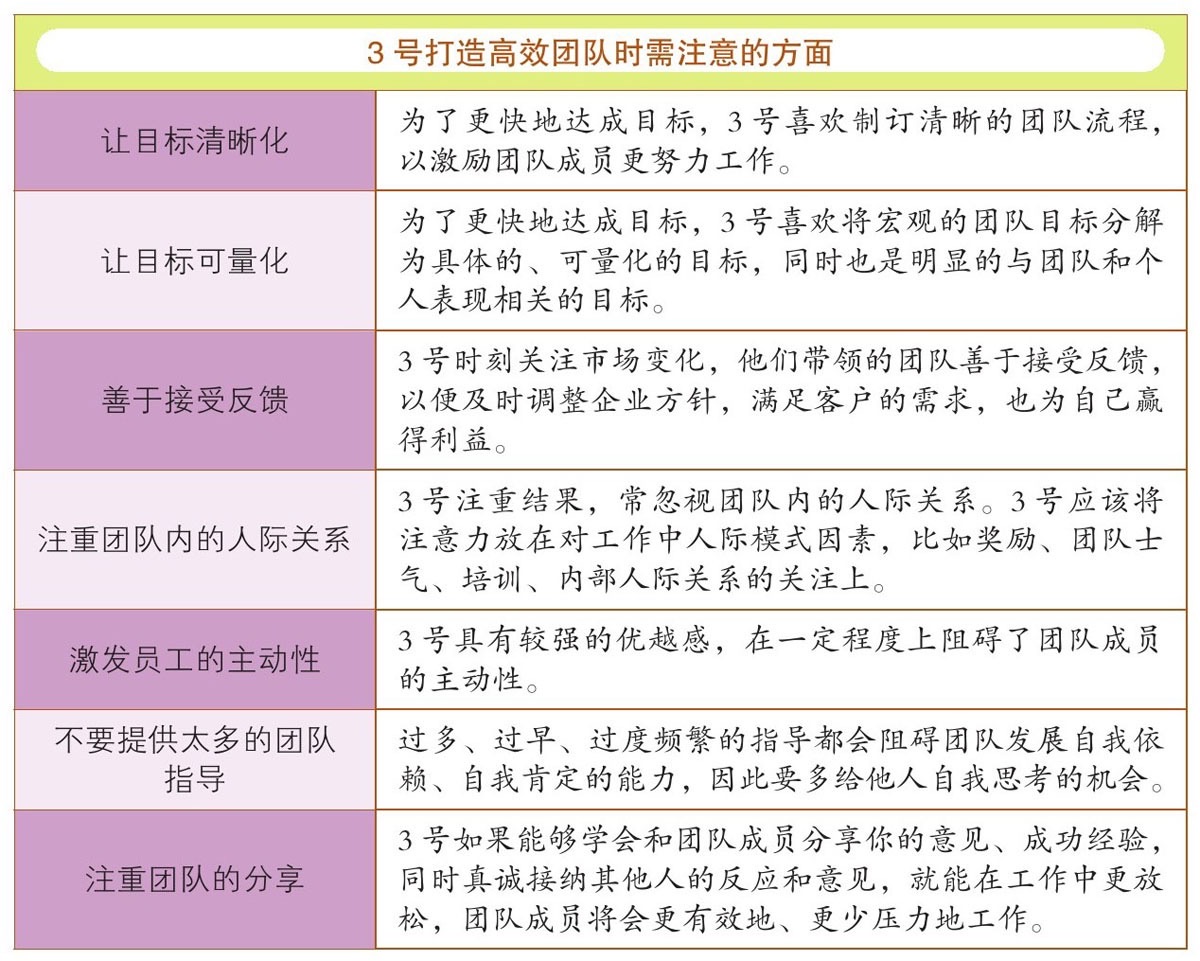 3号打造高效团队时需注意的方面
让目标清晰化
为了更快地达成目标，3号喜欢制订清晰的团队流程，
以激励团队成员更努力工作。
让目标可量化
为了更快地达成目标，3号喜欢将宏观的团队目标分解
为具体的、可量化的目标，同时也是明显的与团队和个
人表现相关的目标。
善于接受反馈
3号时刻关注市场变化，他们带领的团队善于接受反馈，
以便及时调整企业方针，满足客户的需求，也为自己赢
得利益。
注重团队内的人际关系
3号注重结果，常忽视团队内的人际关系。3号应该将
注意力放在对工作中人际模式因素，比如奖励、团队士
气、培训、内部人际关系的关注上。
激发员工的主动性
3号具有较强的优越感，在一定程度上阻碍了团队成员
的主动性。
不要提供太多的团队
指导
过多、过早、过度频繁的指导都会阻碍团队发展自我依
赖、自我肯定的能力，因此要多给他人自我思考的机会。
注重团队的分享
3号如果能够学会和团队成员分享你的意见、成功经验，
同时真诚接纳其他人的反应和意见，就能在工作中更放
松，团队成员将会更有效地、更少压力地工作。